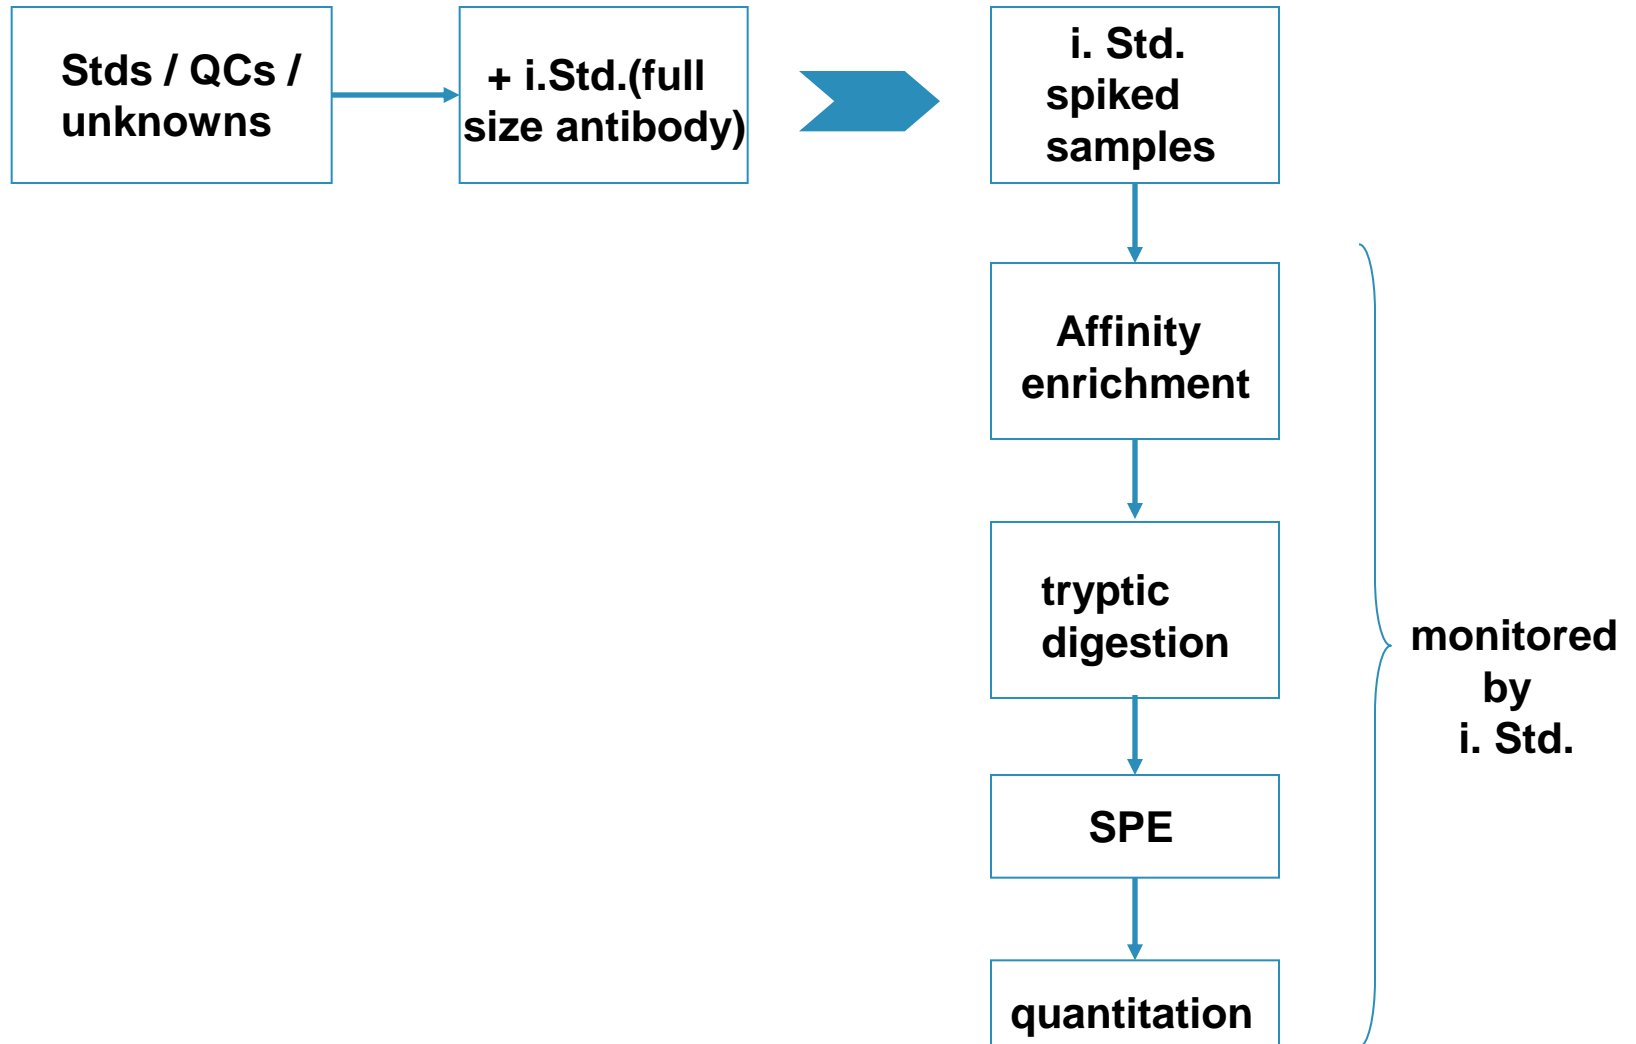 Stds / QCs /
unknowns
+ i.Std.(full
size antibody)
i. Std.
spiked
samples
Affinity
enrichment
tryptic
digestion
SPE
quantitation
monitored
by
i. Std.